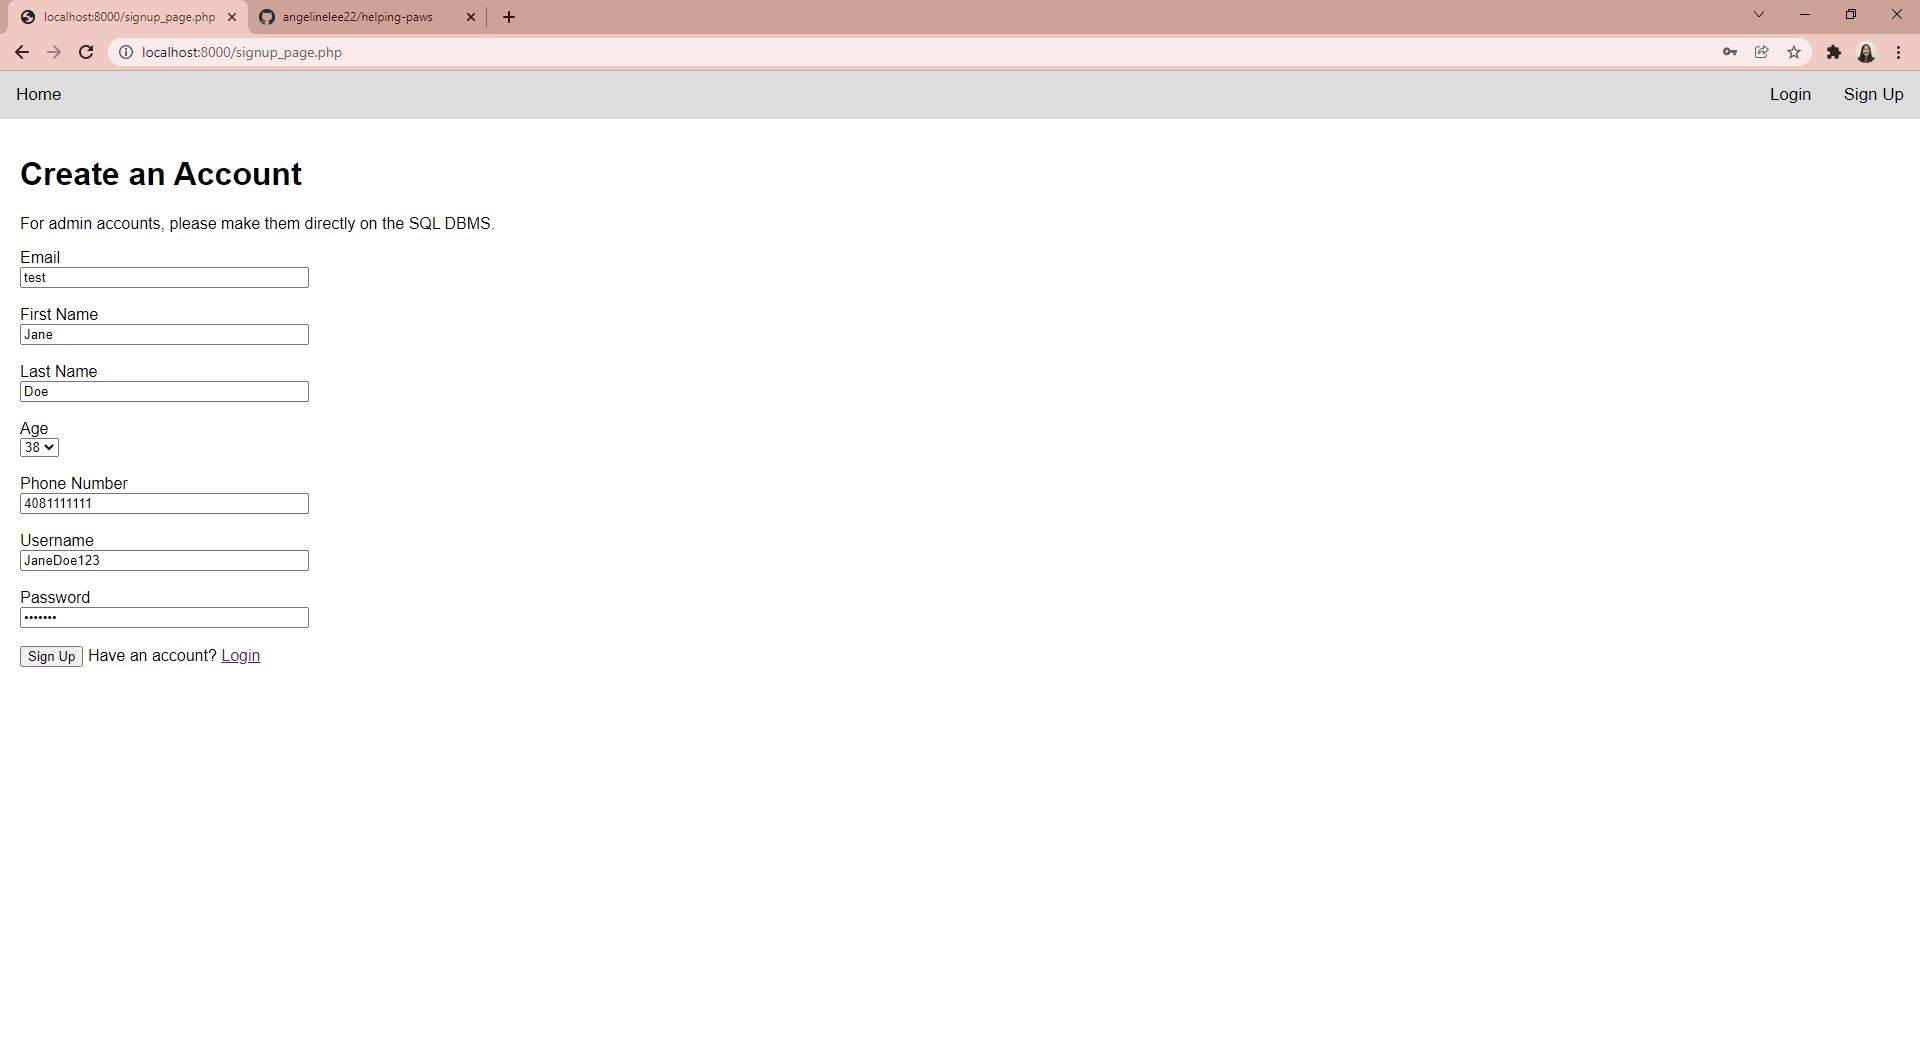 localhost:8000/signup_page.php
angelinelee22/helping-paws
localhost:8000/signup_page.php
Home
Login
Sign Up
Create an Account
For admin accounts, please make them directly on the SQL DBMS.
Email
test
First Name
Jane
Last Name
Doe
Age
38
Phone Number
4081111111
Username
JaneDoe123
Password
•••••••
Sign Up Have an account? Login